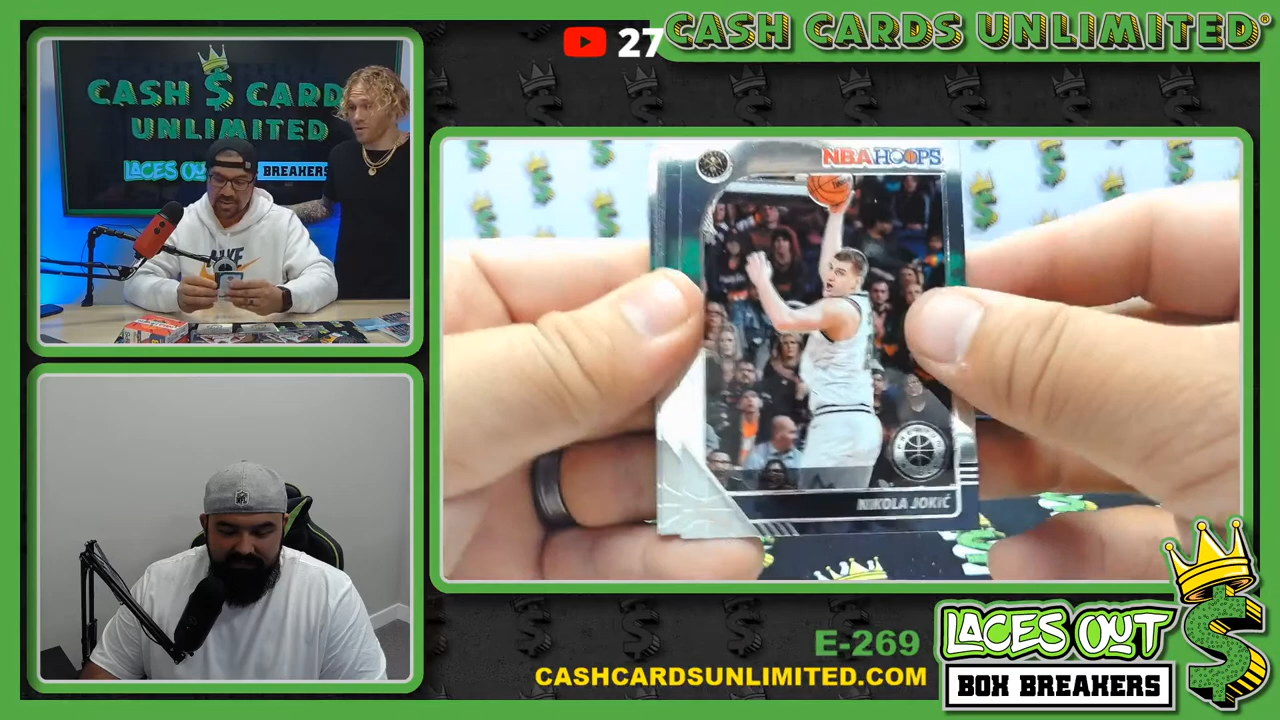 27
CASH CARDS UNLIMITED®
CASH $ CARD
UNLIMITED
LACES OUT
BREAKERS
NBA HOOPS
NIKOLA JOKIĆ
E-269
CASHCARDSUNLIMITED.COM
LACES OUT
BOX BREAKERS